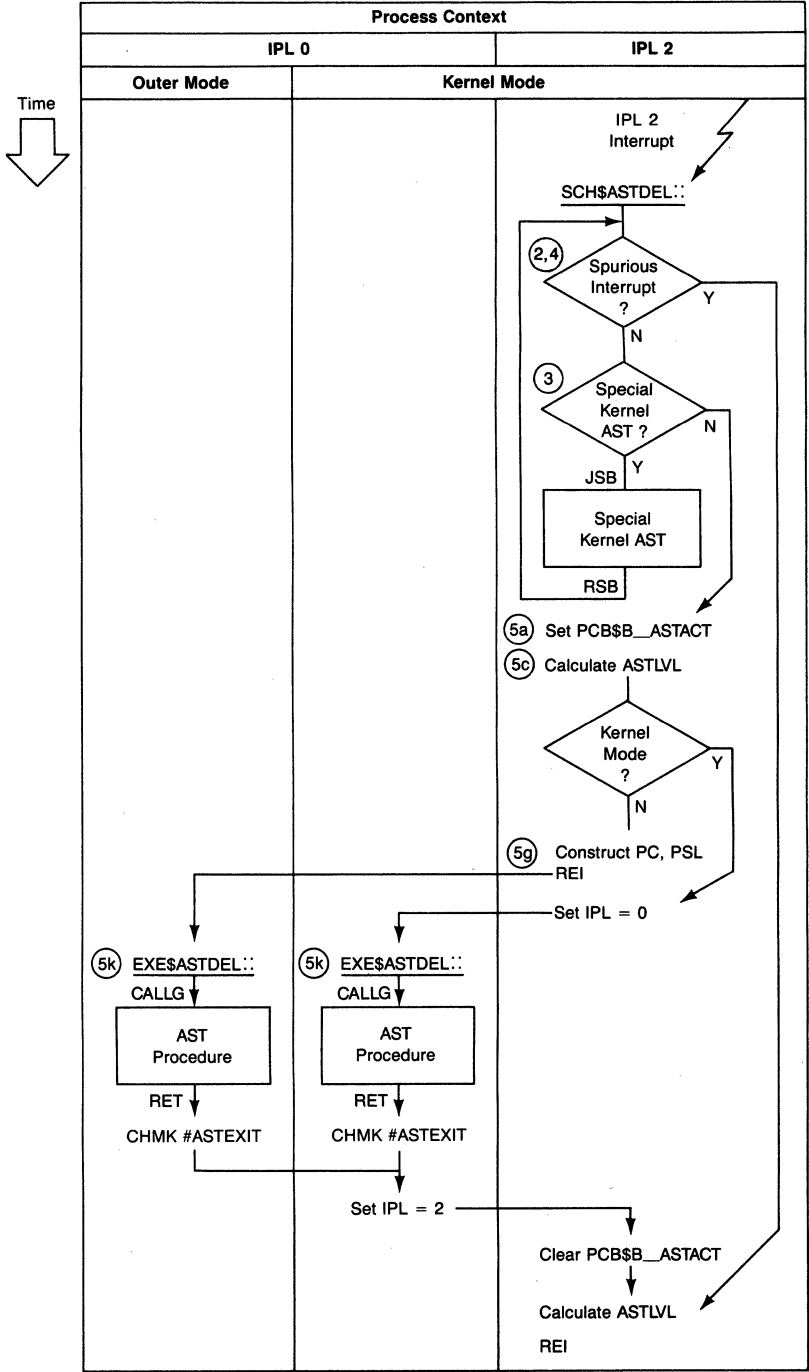 Process Context
IPL 0
IPL 2
Outer Mode
Kernel Mode
Time
IPL 2
Interrupt
SCH$ASTDEL::
2,4
Spurious
Interrupt
?
Y
N
3
Special
Kernel
AST ?
N
Y
JSB
Special
Kernel AST
RSB
5a Set PCB$B__ASTACT
5c Calculate ASTLVL
Kernel
Mode
?
Y
N
5g Construct PC, PSL
REI
Set IPL = 0
5k EXE$ASTDEL::
5k EXE$ASTDEL::
CALLG
CALLG
AST
Procedure
AST
Procedure
RET
RET
CHMK #ASTEXIT
CHMK #ASTEXIT
Set IPL = 2
Clear PCB$B__ASTACT
Calculate ASTLVL
REI